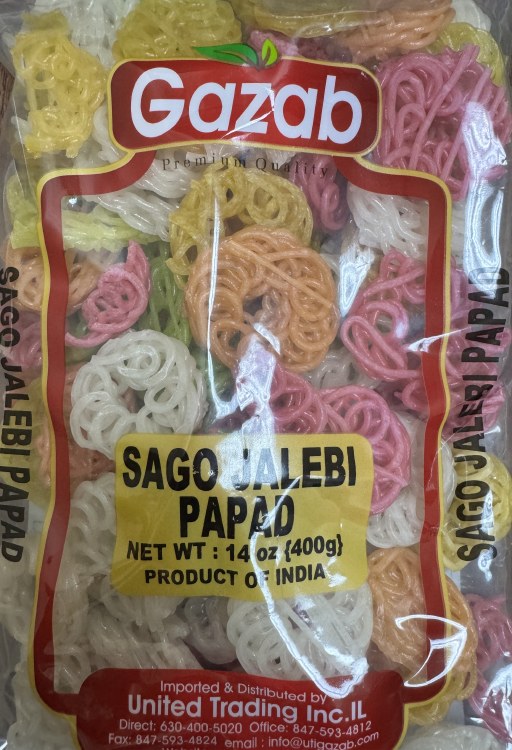 Gazab
Premium Quality
SAGO JALEBI PAPAD
SAGO JALEBI PAPAD
SAGO JALEBI
PAPAD
NET WT : 14 oz {400g}
PRODUCT OF INDIA
Imported & Distributed by
United Trading Inc.IL
Direct: 630-400-5020 Office: 847-593-4812
Fax: 847-593-4824 email : info@utigazab.com